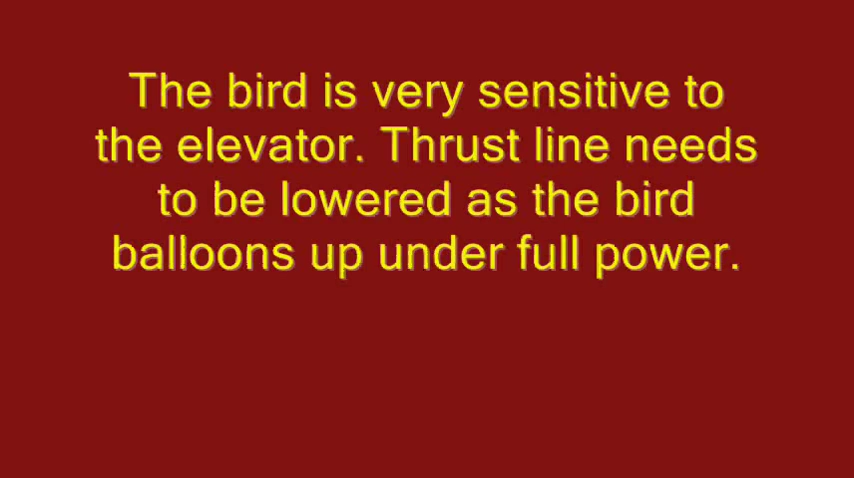 The bird is very sensitive to
the elevator. Thrust line needs
to be lowered as the bird
balloons up under full power.